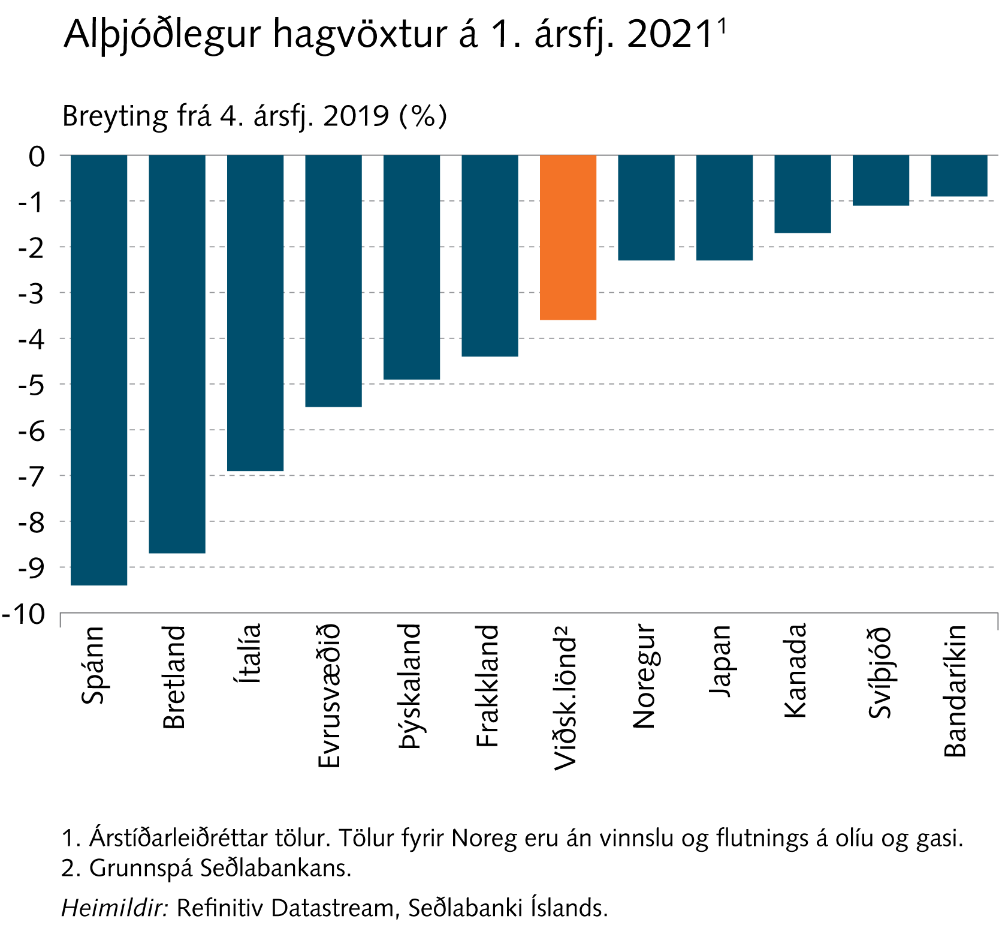 Alþjóðlegur hagvöxtur á 1. ársfj. 2021¹
Breyting frá 4. ársfj. 2019 (%)
0
-1
-2
-3
-4
-5
-6
-7
-8
-9
-10
Spánn
Bretland
Ítalía
Evrusvæðið
Þýskaland
Frakkland
Viðsk.lönd²
Noregur
Japan
Kanada
Svíþjóð
Bandaríkin
1. Árstíðarleiðréttar tölur. Tölur fyrir Noreg eru án vinnslu og flutnings á olíu og gasi.
2. Grunnspá Seðlabankans.
Heimildir: Refinitiv Datastream, Seðlabanki Íslands.